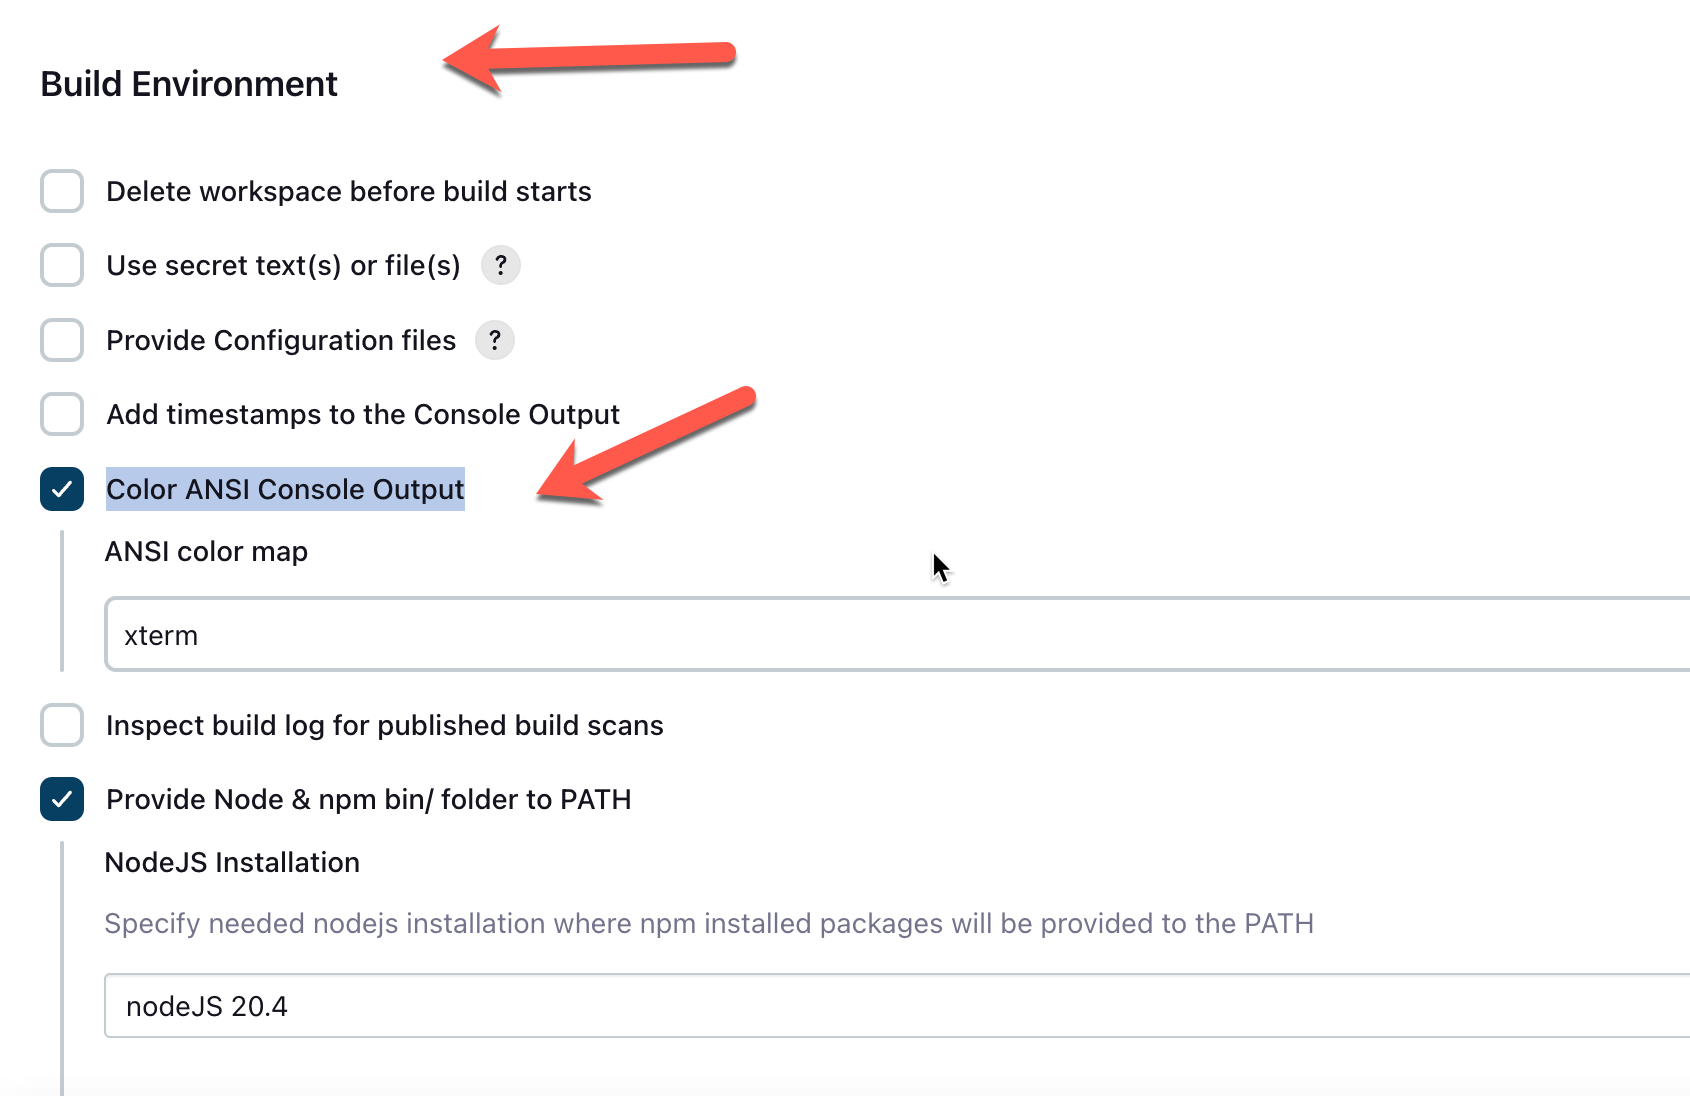 Build Environment
Delete workspace before build starts
Use secret text(s) or file(s) ?
Provide Configuration files ?
Add timestamps to the Console Output
Color ANSI Console Output
ANSI color map
xterm
Inspect build log for published build scans
Provide Node & npm bin/ folder to PATH
NodeJS Installation
Specify needed nodejs installation where npm installed packages will be provided to the PATH
nodeJS 20.4